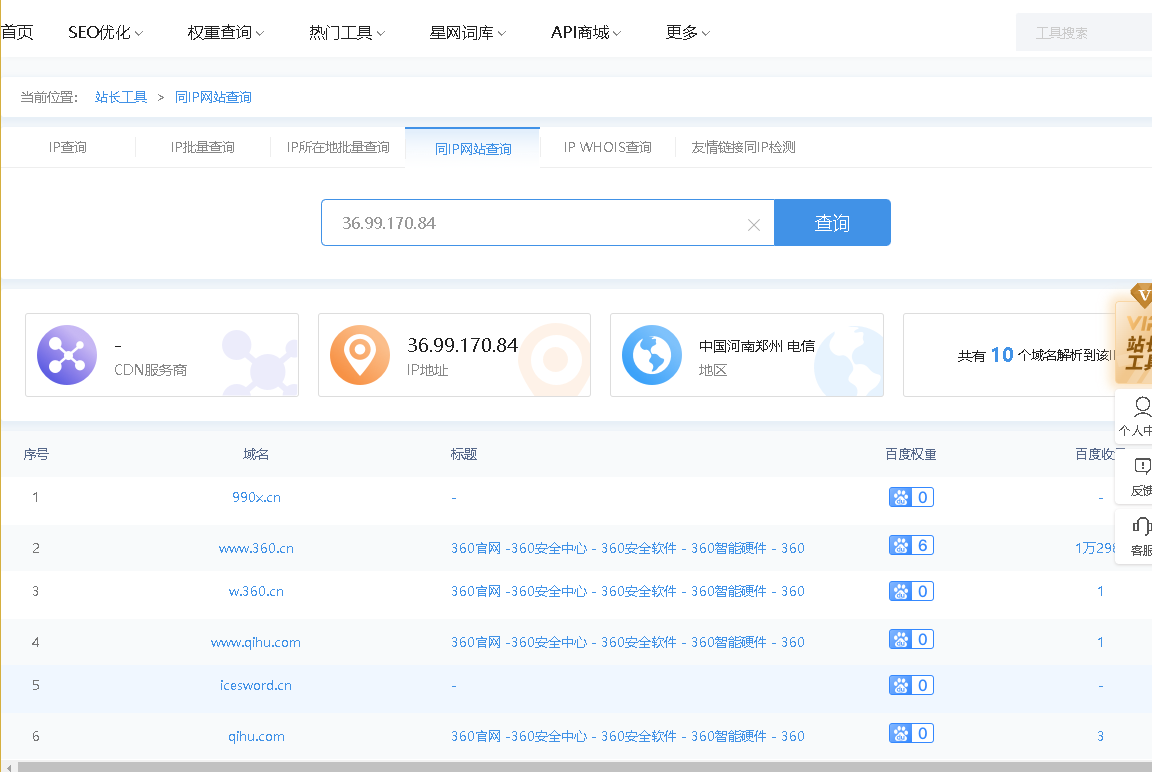 首页 SEO优化 权重查询 热门工具 星网词库 API商城 更多 工具搜索
当前位置： 站长工具 > 同IP网站查询
IP查询 IP批量查询 IP所在地批量查询 同IP网站查询 IP WHOIS查询 友情链接同IP检测
36.99.170.84 查询
- 36.99.170.84 中国河南郑州 电信 共有 10 个域名解析到该
CDN服务商 IP地址 地区
站长
工具
个人中
反馈
客服
序号 域名 标题 百度权重 百度收
1 990x.cn - 0 -
2 www.360.cn 360官网 -360安全中心 - 360安全软件 - 360智能硬件 - 360 6 1万298
3 w.360.cn 360官网 -360安全中心 - 360安全软件 - 360智能硬件 - 360 0 1
4 www.qihu.com 360官网 -360安全中心 - 360安全软件 - 360智能硬件 - 360 0 1
5 icesword.cn - 0 -
6 qihu.com 360官网 -360安全中心 - 360安全软件 - 360智能硬件 - 360 0 3